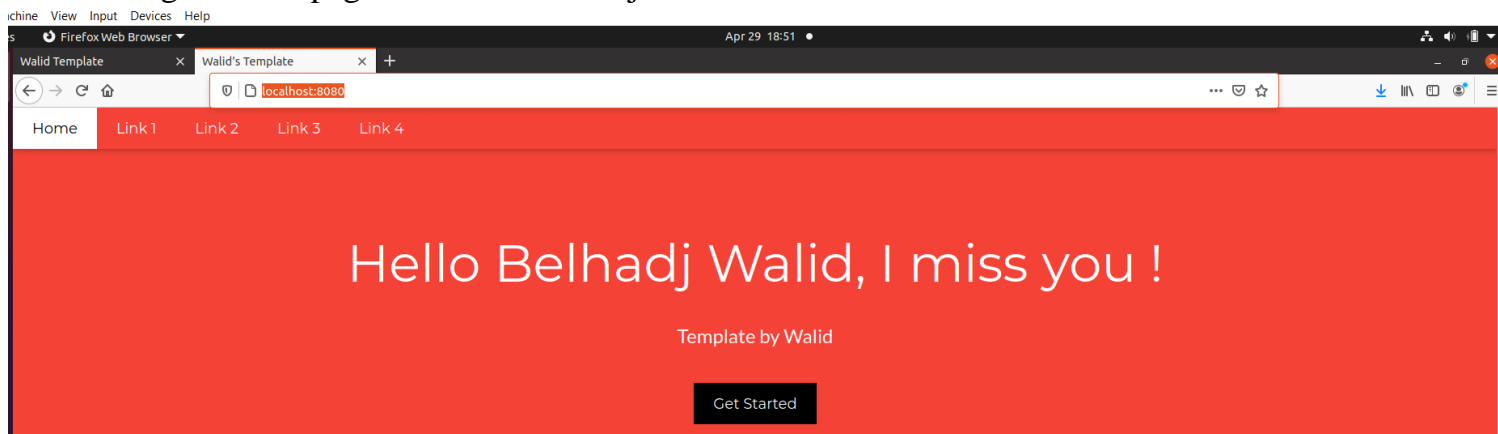 View Input Devices Help
Firefox Web Browser
Apr 29 18:51
Walid Template
Walid's Template
localhost:8080
Home Link 1 Link 2 Link 3 Link 4
Hello Belhadj Walid, I miss you !
Template by Walid
Get Started